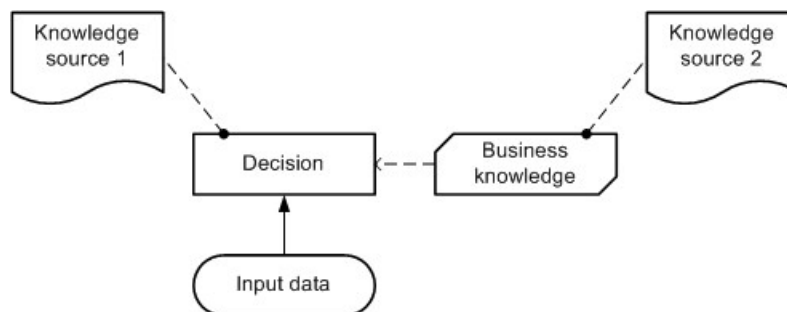 Knowledge
source 1
Knowledge
source 2
Decision
Business
knowledge
Input data